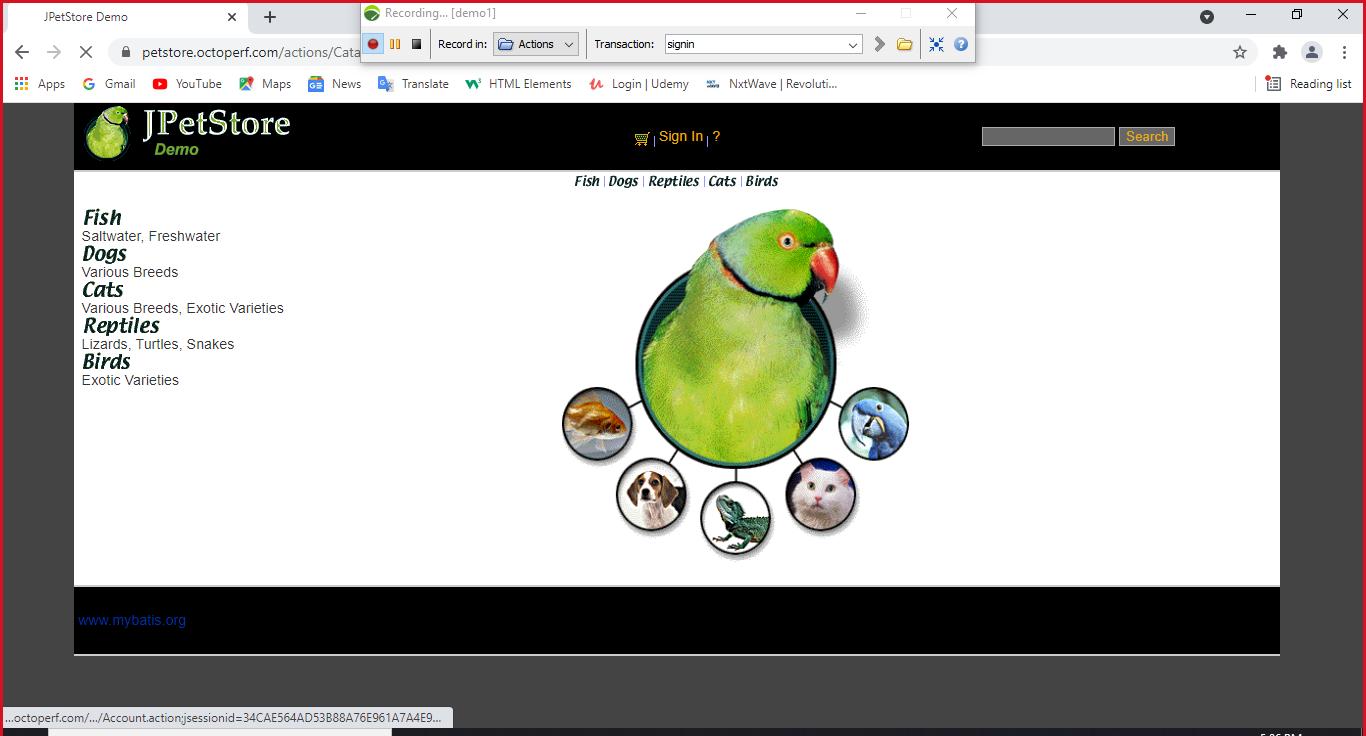 JPetStore Demo
Recording... [demo1]
Record in: Actions Transaction: signin
petstore.octoperf.com/actions/Cata
Apps Gmail YouTube Maps News Translate HTML Elements Login | Udemy NxtWave | Revoluti... Reading list
JPetStore
Demo
Sign In | ?
Search
Fish | Dogs | Reptiles | Cats | Birds
Fish
Saltwater, Freshwater
Dogs
Various Breeds
Cats
Various Breeds, Exotic Varieties
Reptiles
Lizards, Turtles, Snakes
Birds
Exotic Varieties
www.mybatis.org
...octoperf.com/.../Account.action;jsessionid=34CAE564AD53B88A76E961A7A4E9...